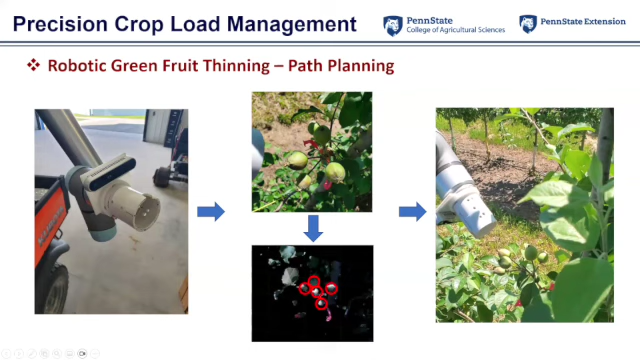 Precision Crop Load Management
PennState
College of Agricultural Sciences
PennState Extension
❖ Robotic Green Fruit Thinning – Path Planning